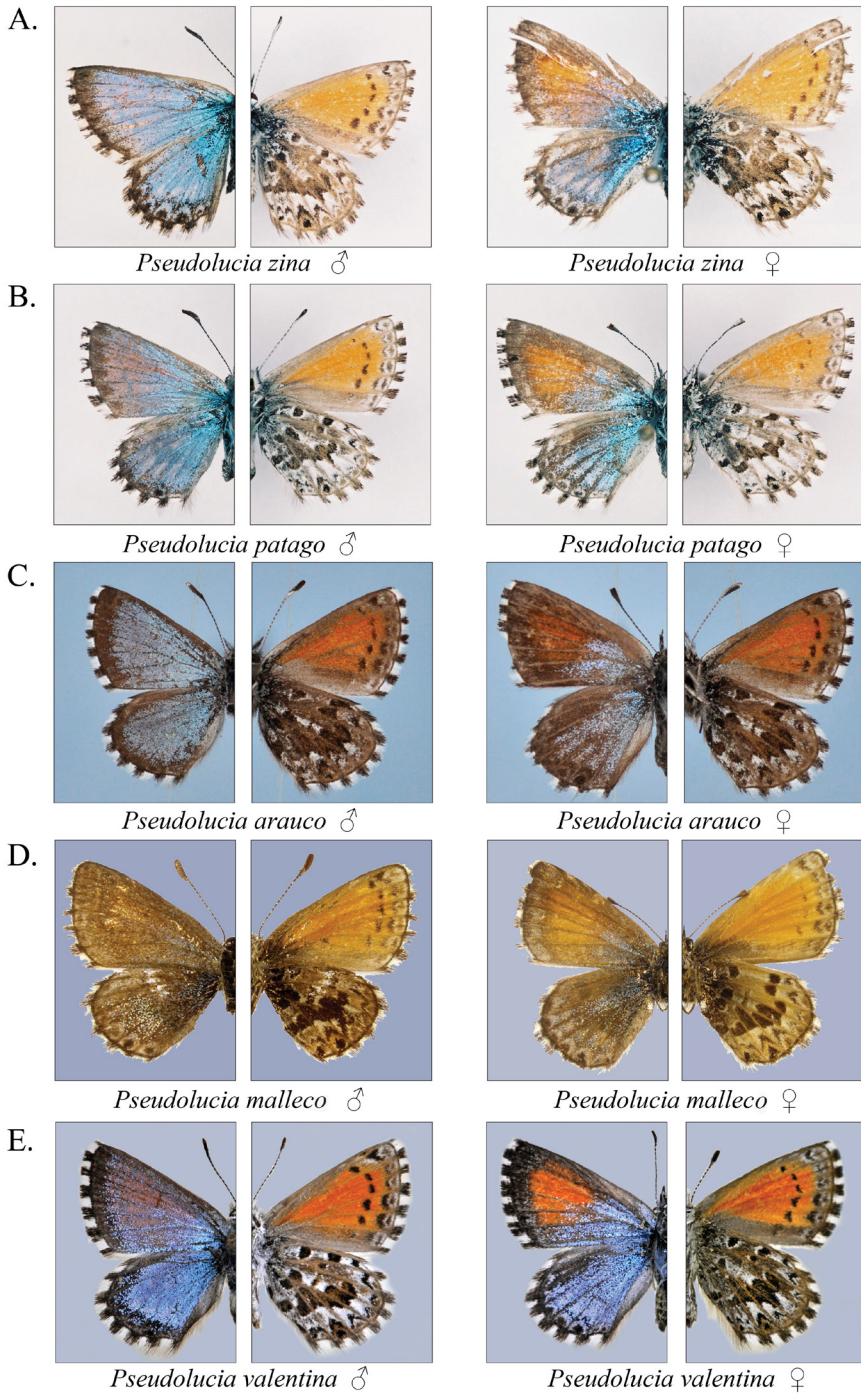 A.
Pseudolucia zina ♂ Pseudolucia zina ♀
B.
Pseudolucia patago ♂ Pseudolucia patago ♀
C.
Pseudolucia arauco ♂ Pseudolucia arauco ♀
D.
Pseudolucia malleco ♂ Pseudolucia malleco ♀
E.
Pseudolucia valentina ♂ Pseudolucia valentina ♀